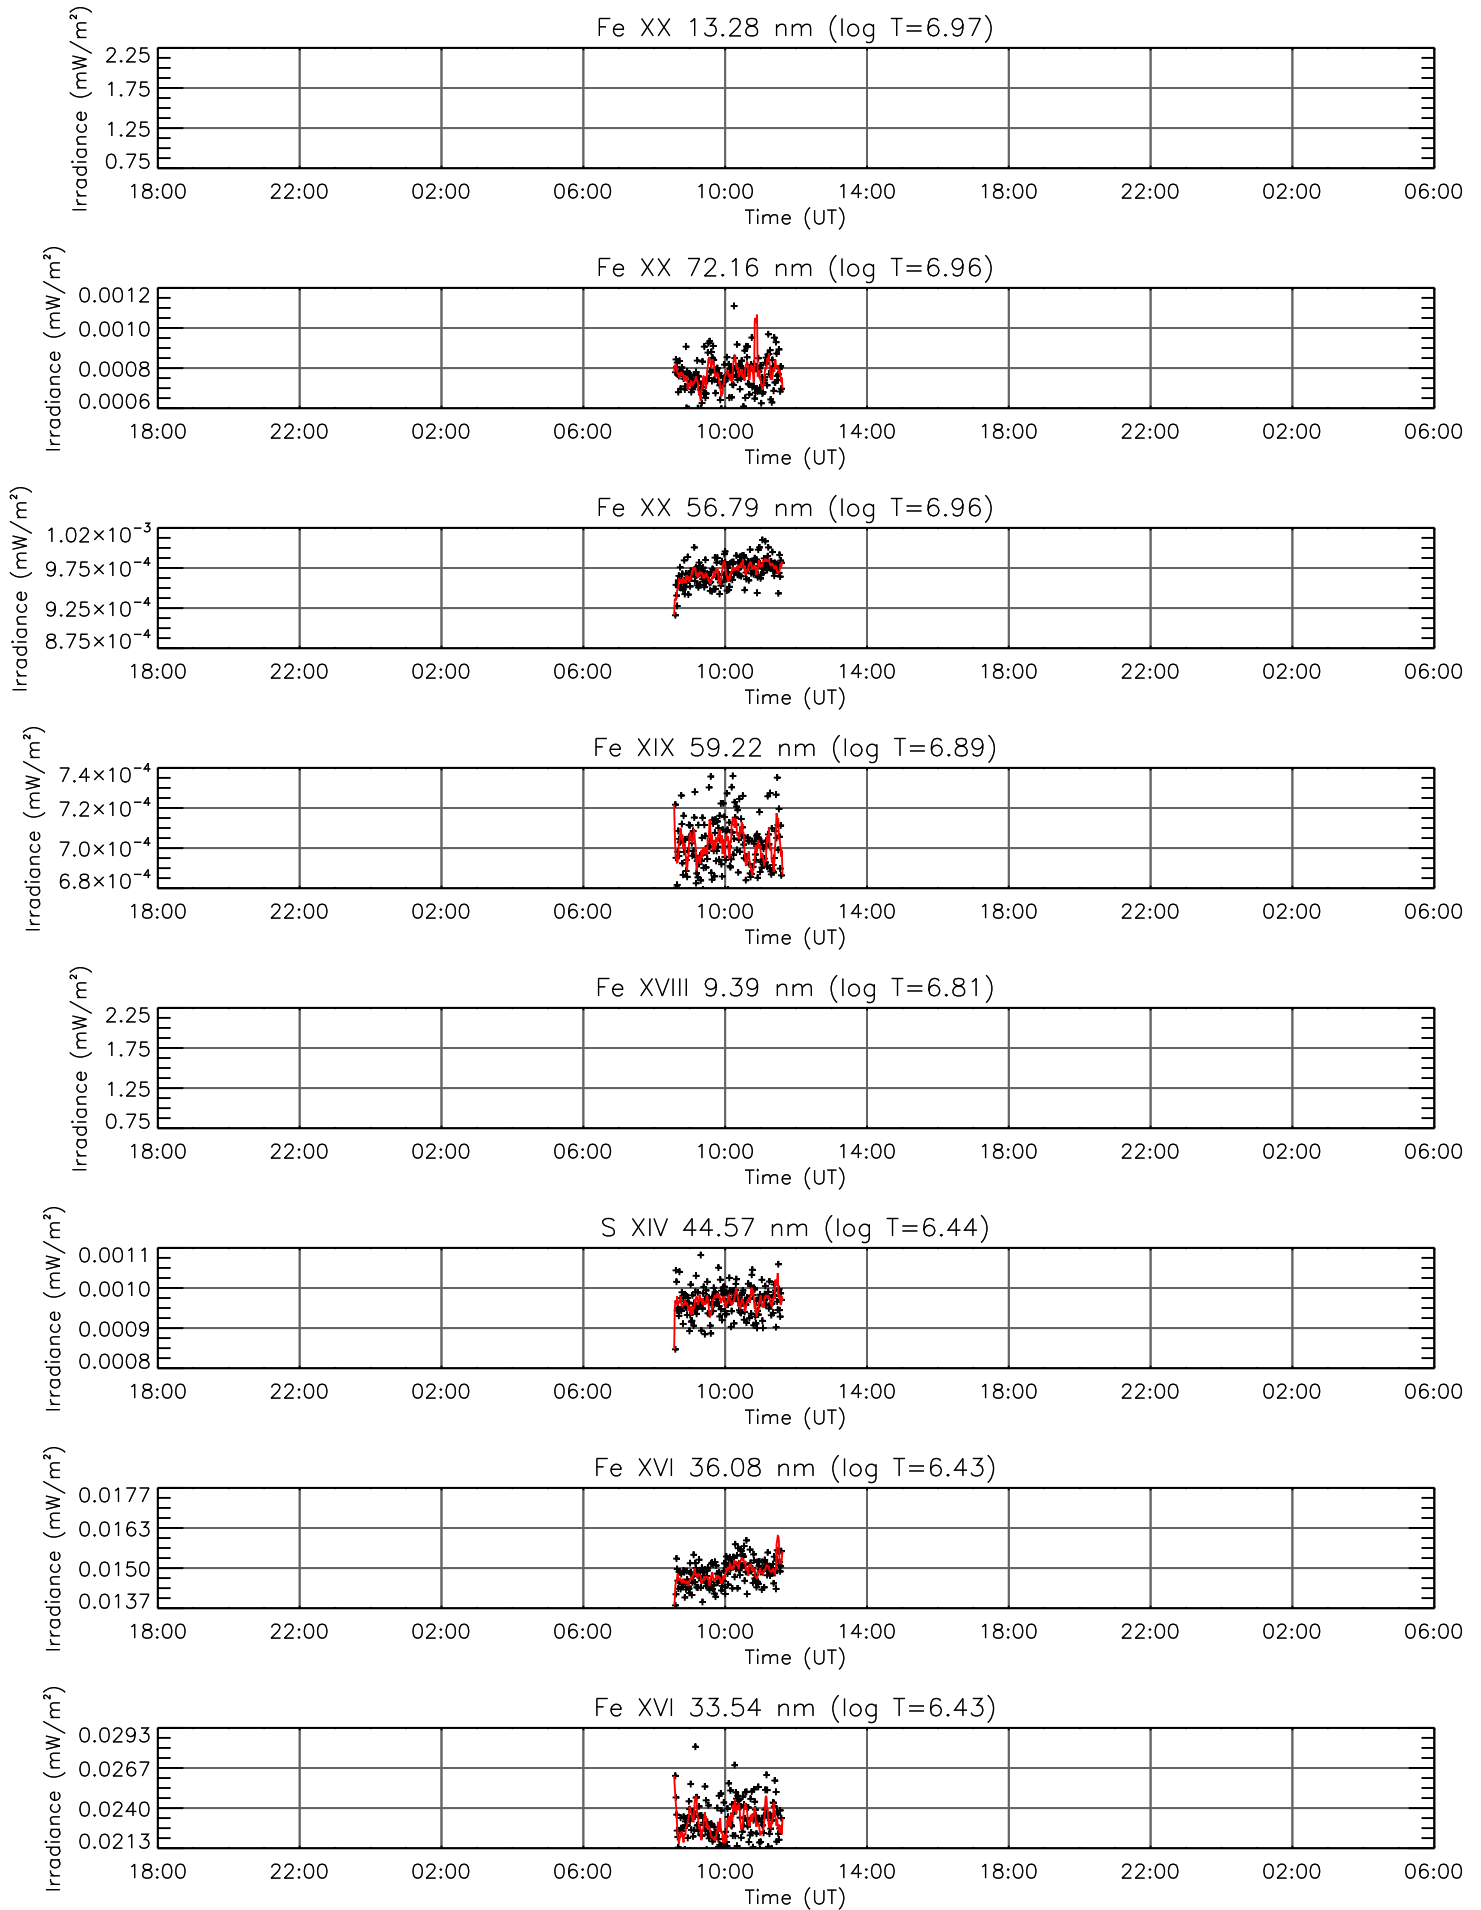 Fe XX 13.28 nm (log T=6.97)
Irradiance (mW/m²)
2.25
1.75
1.25
0.75
18:00 22:00 02:00 06:00 10:00 14:00 18:00 22:00 02:00 06:00
Time (UT)
Fe XX 72.16 nm (log T=6.96)
Irradiance (mW/m²)
0.0012
0.0010
0.0008
0.0006
18:00 22:00 02:00 06:00 10:00 14:00 18:00 22:00 02:00 06:00
Time (UT)
Fe XX 56.79 nm (log T=6.96)
Irradiance (mW/m²)
1.02×10⁻³
9.75×10⁻⁴
9.25×10⁻⁴
8.75×10⁻⁴
18:00 22:00 02:00 06:00 10:00 14:00 18:00 22:00 02:00 06:00
Time (UT)
Fe XIX 59.22 nm (log T=6.89)
Irradiance (mW/m²)
7.4×10⁻⁴
7.2×10⁻⁴
7.0×10⁻⁴
6.8×10⁻⁴
18:00 22:00 02:00 06:00 10:00 14:00 18:00 22:00 02:00 06:00
Time (UT)
Fe XVIII 9.39 nm (log T=6.81)
Irradiance (mW/m²)
2.25
1.75
1.25
0.75
18:00 22:00 02:00 06:00 10:00 14:00 18:00 22:00 02:00 06:00
Time (UT)
S XIV 44.57 nm (log T=6.44)
Irradiance (mW/m²)
0.0011
0.0010
0.0009
0.0008
18:00 22:00 02:00 06:00 10:00 14:00 18:00 22:00 02:00 06:00
Time (UT)
Fe XVI 36.08 nm (log T=6.43)
Irradiance (mW/m²)
0.0177
0.0163
0.0150
0.0137
18:00 22:00 02:00 06:00 10:00 14:00 18:00 22:00 02:00 06:00
Time (UT)
Fe XVI 33.54 nm (log T=6.43)
Irradiance (mW/m²)
0.0293
0.0267
0.0240
0.0213
18:00 22:00 02:00 06:00 10:00 14:00 18:00 22:00 02:00 06:00
Time (UT)